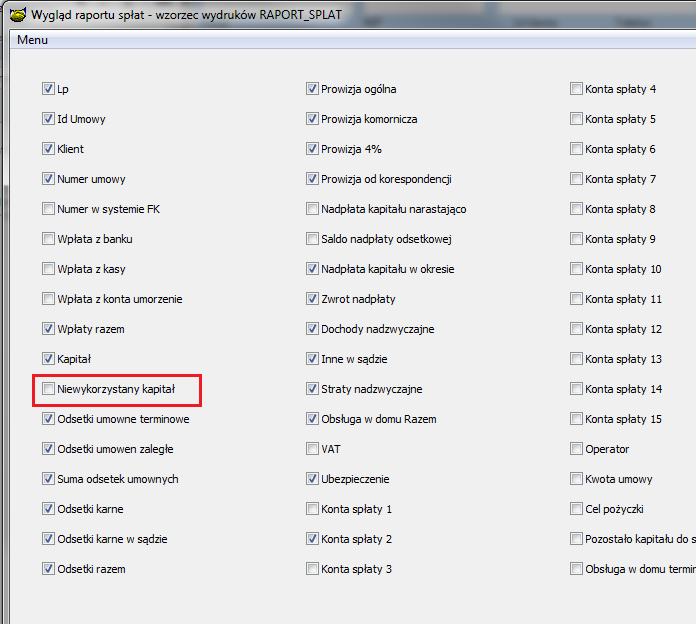 Wygląd raportu spłat - wzorzec wydruków RAPORT_SPLAT
Menu
Lp
Id Umowy
Klient
Numer umowy
Numer w systemie FK
Wpłata z banku
Wpłata z kasy
Wpłata z konta umorzenie
Wpłaty razem
Kapitał
Niewykorzystany kapitał
Odsetki umowne terminowe
Odsetki umowen zaległe
Suma odsetek umownych
Odsetki karne
Odsetki karne w sądzie
Odsetki razem
Prowizja ogólna
Prowizja komornicza
Prowizja 4%
Prowizja od korespondencji
Nadpłata kapitału narastająco
Saldo nadpłaty odsetkowej
Nadpłata kapitału w okresie
Zwrot nadpłaty
Dochody nadzwyczajne
Inne w sądzie
Straty nadzwyczajne
Obsługa w domu Razem
VAT
Ubezpieczenie
Konta spłaty 1
Konta spłaty 2
Konta spłaty 3
Konta spłaty 4
Konta spłaty 5
Konta spłaty 6
Konta spłaty 7
Konta spłaty 8
Konta spłaty 9
Konta spłaty 10
Konta spłaty 11
Konta spłaty 12
Konta spłaty 13
Konta spłaty 14
Konta spłaty 15
Operator
Kwota umowy
Cel pożyczki
Pozostało kapitału do s
Obsługa w domu termin